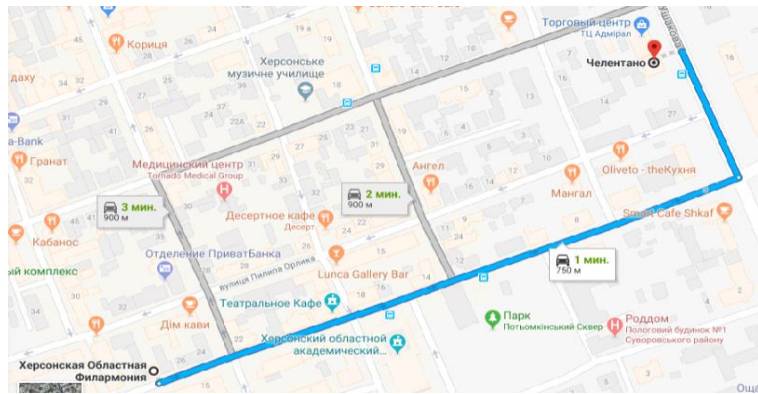 Торговый центр
ТЦ Адмірал
Ушакова
Челентано
Кориця
Херсонське
музичне училище
даху
a-Bank
Гранат
Медицинский центр
Tornado Medical Group
Ангел
Oliveto - theКухня
Мангал
3 мин.
900 м
2 мин.
900 м
Десертное кафе
Десерт
Smart Cafe Shkaf
Кабанос
Отделение ПриватБанка
1 мин.
750 м
ый комплекс
вулиця Пилипа Орлика
Lunca Gallery Bar
Театральное Кафе
Дім кави
Парк
Потьомкінський Сквер
Роддом
Пологовий будинок №1
Суворовського району
Херсонский областной
академический...
Херсонская Областная
Филармония
Оща